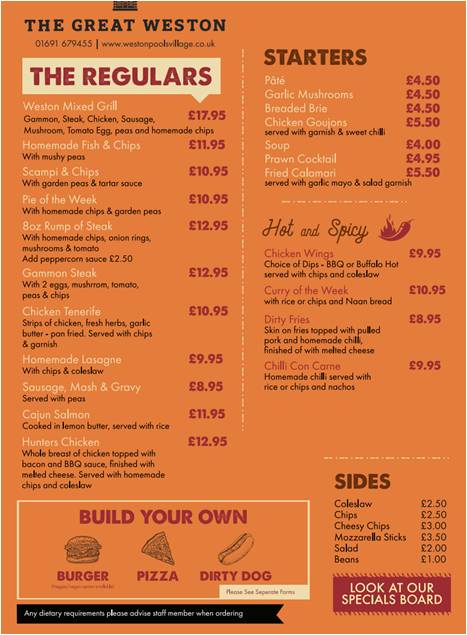 THE GREAT WESTON
01691 679455 | www.westonpoolsvillage.co.uk
THE REGULARS
Weston Mixed Grill £17.95
Gammon, Steak, Chicken, Sausage,
Mushroom, Tomato Egg, peas and homemade chips
Homemade Fish & Chips £11.95
With mushy peas
Scampi & Chips £10.95
With garden peas & tartar sauce
Pie of the Week £10.95
With homemade chips & garden peas
8oz Rump of Steak £12.95
With homemade chips, onion rings,
mushrooms & tomato
Add peppercorn sauce £2.50
Gammon Steak £12.95
With 2 eggs, mushrrom, tomato,
peas & chips
Chicken Tenerife £10.95
Strips of chicken, fresh herbs, garlic
butter - pan fried. Served with chips
& garnish
Homemade Lasagne £9.95
With chips & coleslaw
Sausage, Mash & Gravy £8.95
Served with peas
Cajun Salmon £11.95
Cooked in lemon butter, served with rice
Hunters Chicken £12.95
Whole breast of chicken topped with
bacon and BBQ sauce, finished with
melted cheese. Served with homemade
chips and coleslaw
STARTERS
Pâté £4.50
Garlic Mushrooms £4.50
Breaded Brie £4.50
Chicken Goujons £5.50
served with garnish & sweet chilli
Soup £4.00
Prawn Cocktail £4.95
Fried Calamari £5.50
served with garlic mayo & salad garnish
Hot and Spicy
Chicken Wings £9.95
Choice of Dips - BBQ or Buffalo Hot
served with chips and coleslaw
Curry of the Week £10.95
with rice or chips and Naan bread
Dirty Fries £8.95
Skin on fries topped with pulled
pork and homemade chilli,
finished of with melted cheese
Chilli Con Carne £9.95
Homemade chilli served with
rice or chips and nachos
SIDES
Coleslaw £2.50
Chips £2.50
Cheesy Chips £3.00
Mozzarella Sticks £3.50
Salad £2.00
Beans £1.00
LOOK AT OUR
SPECIALS BOARD
BUILD YOUR OWN
BURGER PIZZA DIRTY DOG
Please See Seperate Forms
Any dietary requirements please advise staff member when ordering